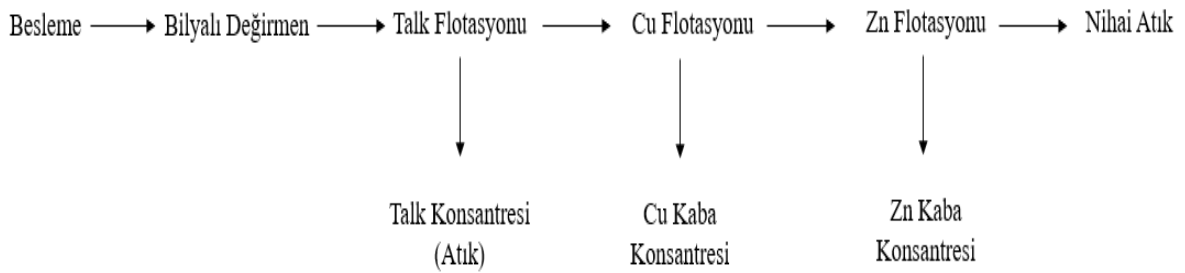 Besleme Bilyalı Değirmen Talk Flotasyonu Cu Flotasyonu Zn Flotasyonu Nihai Atık
Talk Konsantresi
(Atık)
Cu Kaba
Konsantresi
Zn Kaba
Konsantresi